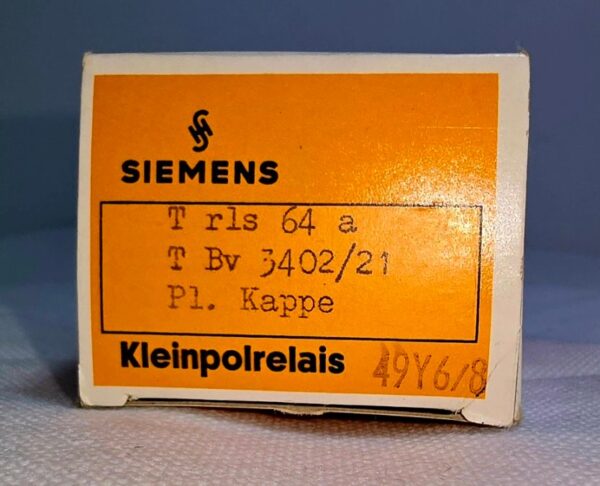 SIEMENS
T rls 64 a
T Bv 3402/21
Pl. Kappe
Kleinpolrelais 49Y6/8